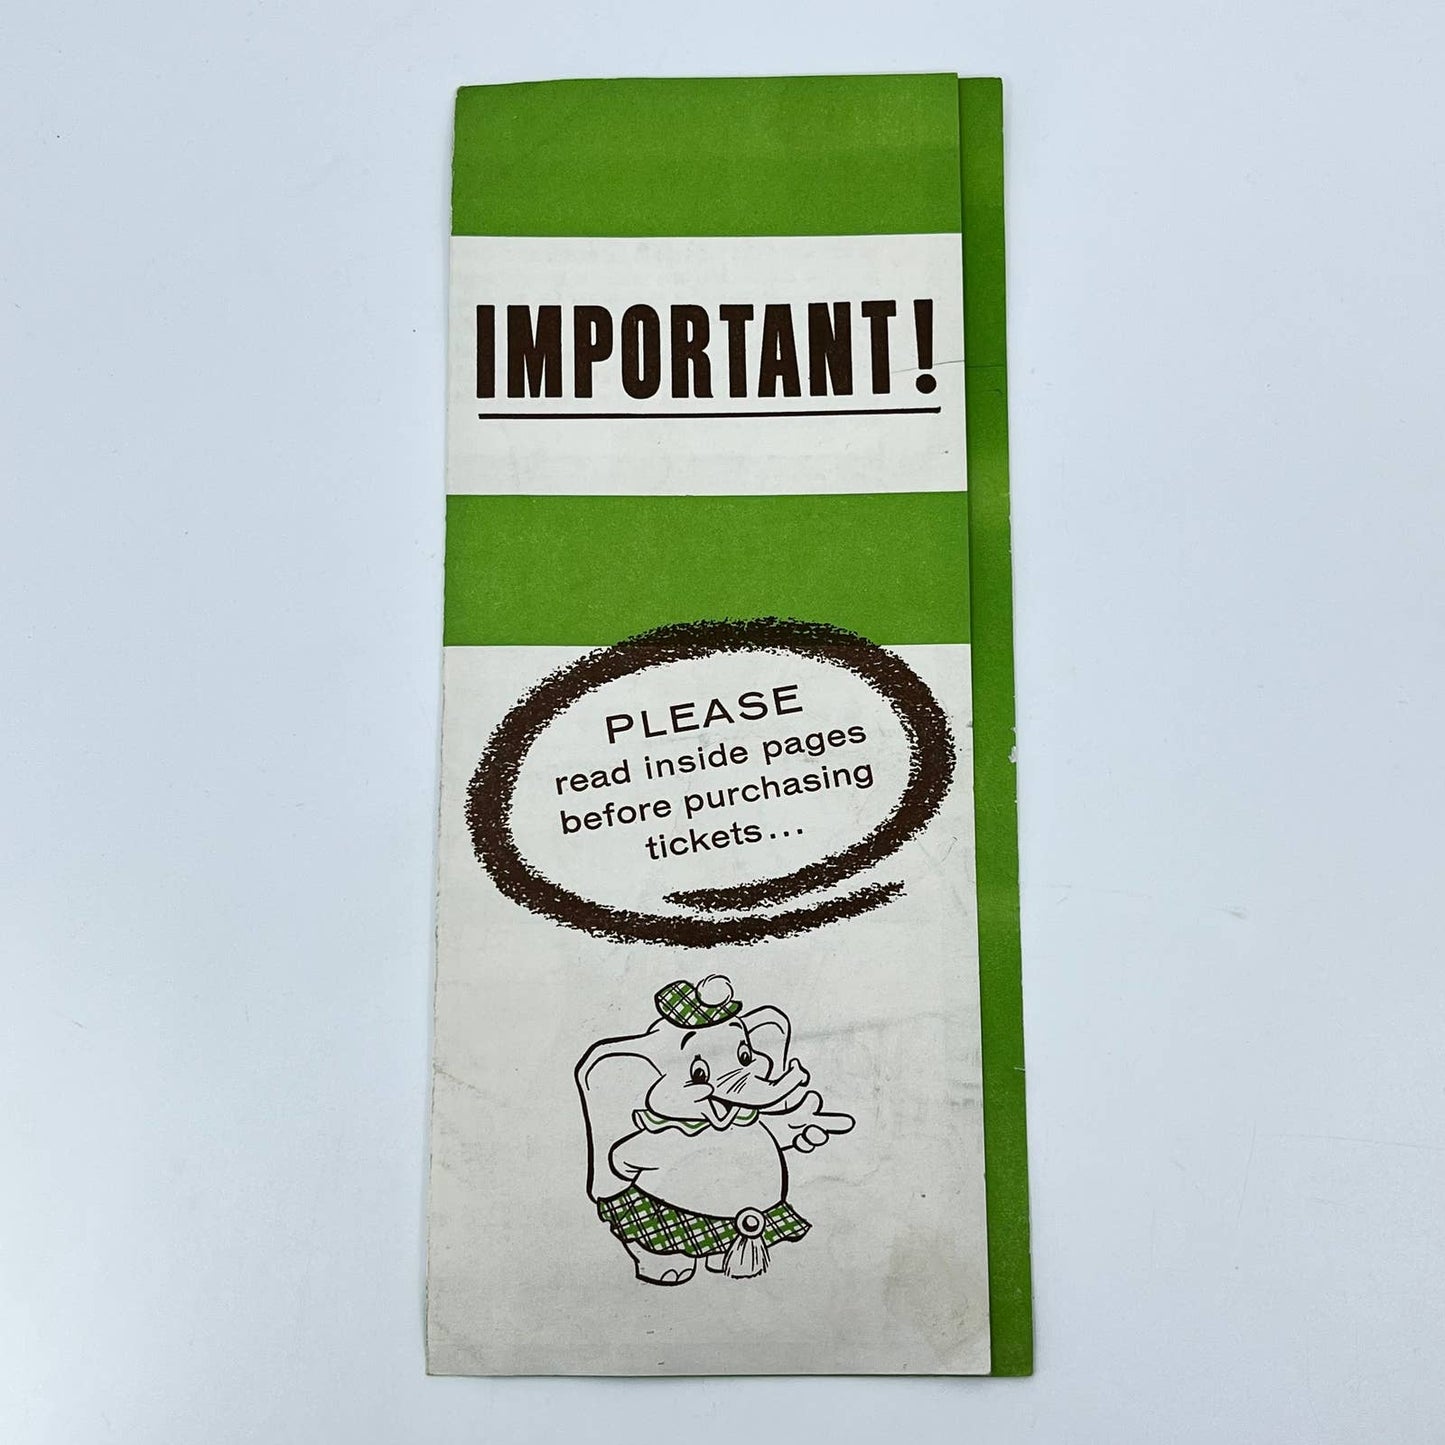 IMPORTANT!
PLEASE
read inside pages
before purchasing
tickets...